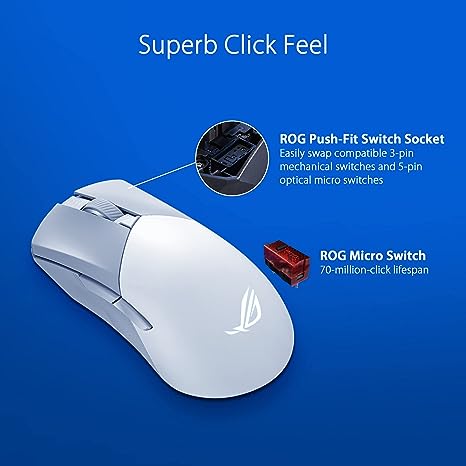 Superb Click Feel
ROG Push-Fit Switch Socket
Easily swap compatible 3-pin
mechanical switches and 5-pin
optical micro switches
ROG Micro Switch
70-million-click lifespan